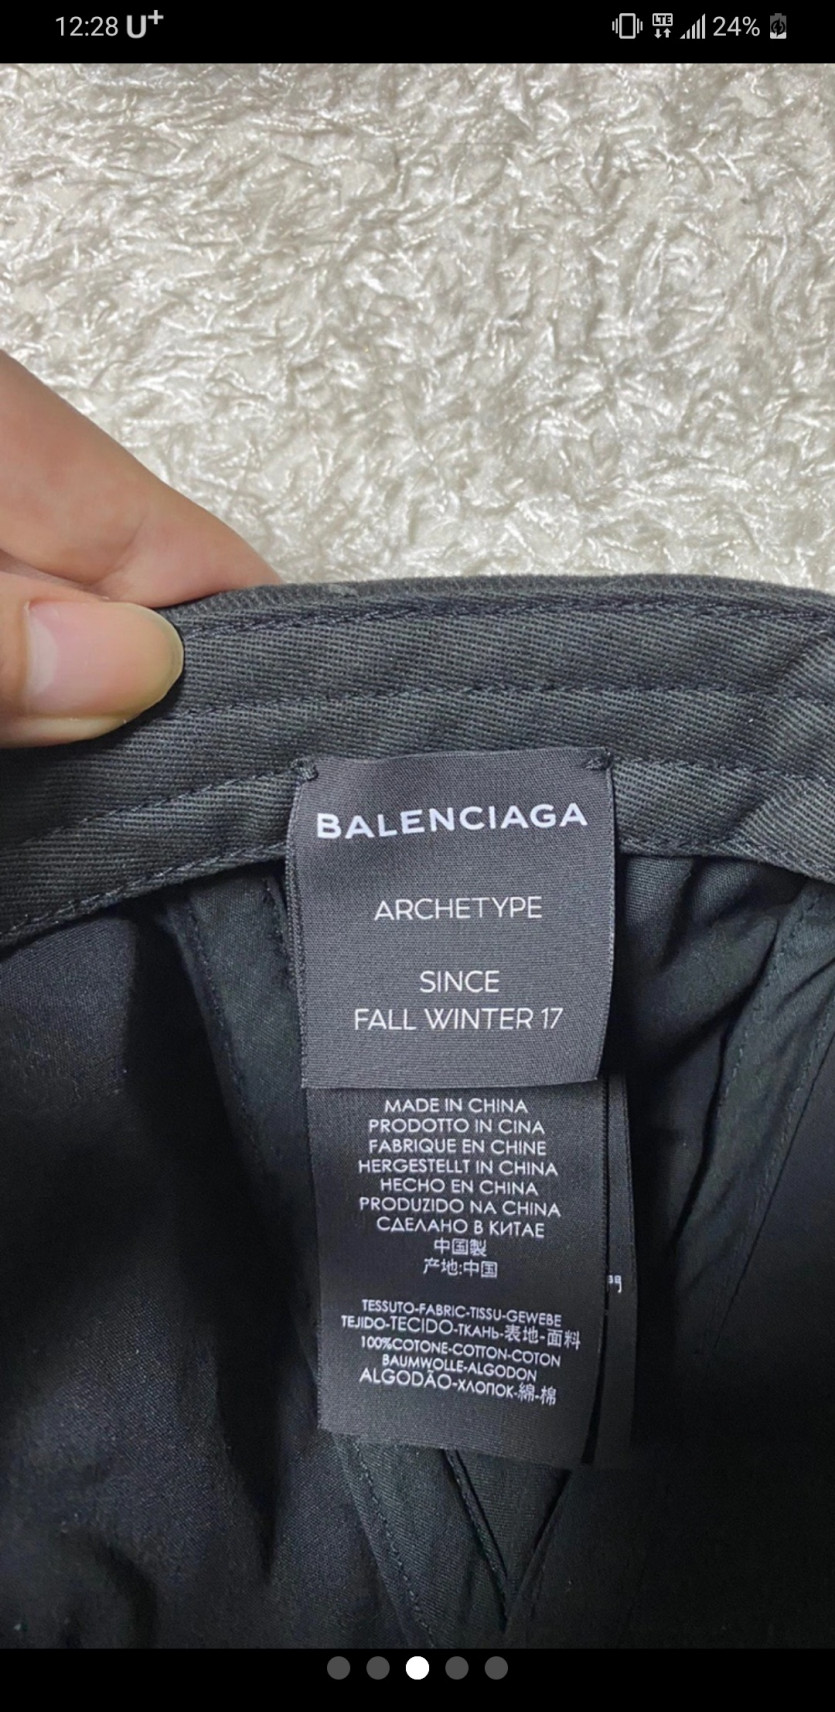 12:28 U+
LTE
24%
BALENCIAGA
ARCHETYPE
SINCE
FALL WINTER 17
MADE IN CHINA
PRODOTTO IN CINA
FABRIQUE EN CHINE
HERGESTELLT IN CHINA
HECHO EN CHINA
PRODUZIDO NA CHINA
СДЕЛАНО В КИТАЕ
中国製
产地:中国
TESSUTO-FABRIC-TISSU-GEWEBE
TEJIDO-TECIDO-ТКАНЬ-表地-面料
100%COTONE-COTTON-COTON
BAUMWOLLE-ALGODON
ALGODÃO-ХЛОПОК-綿-棉